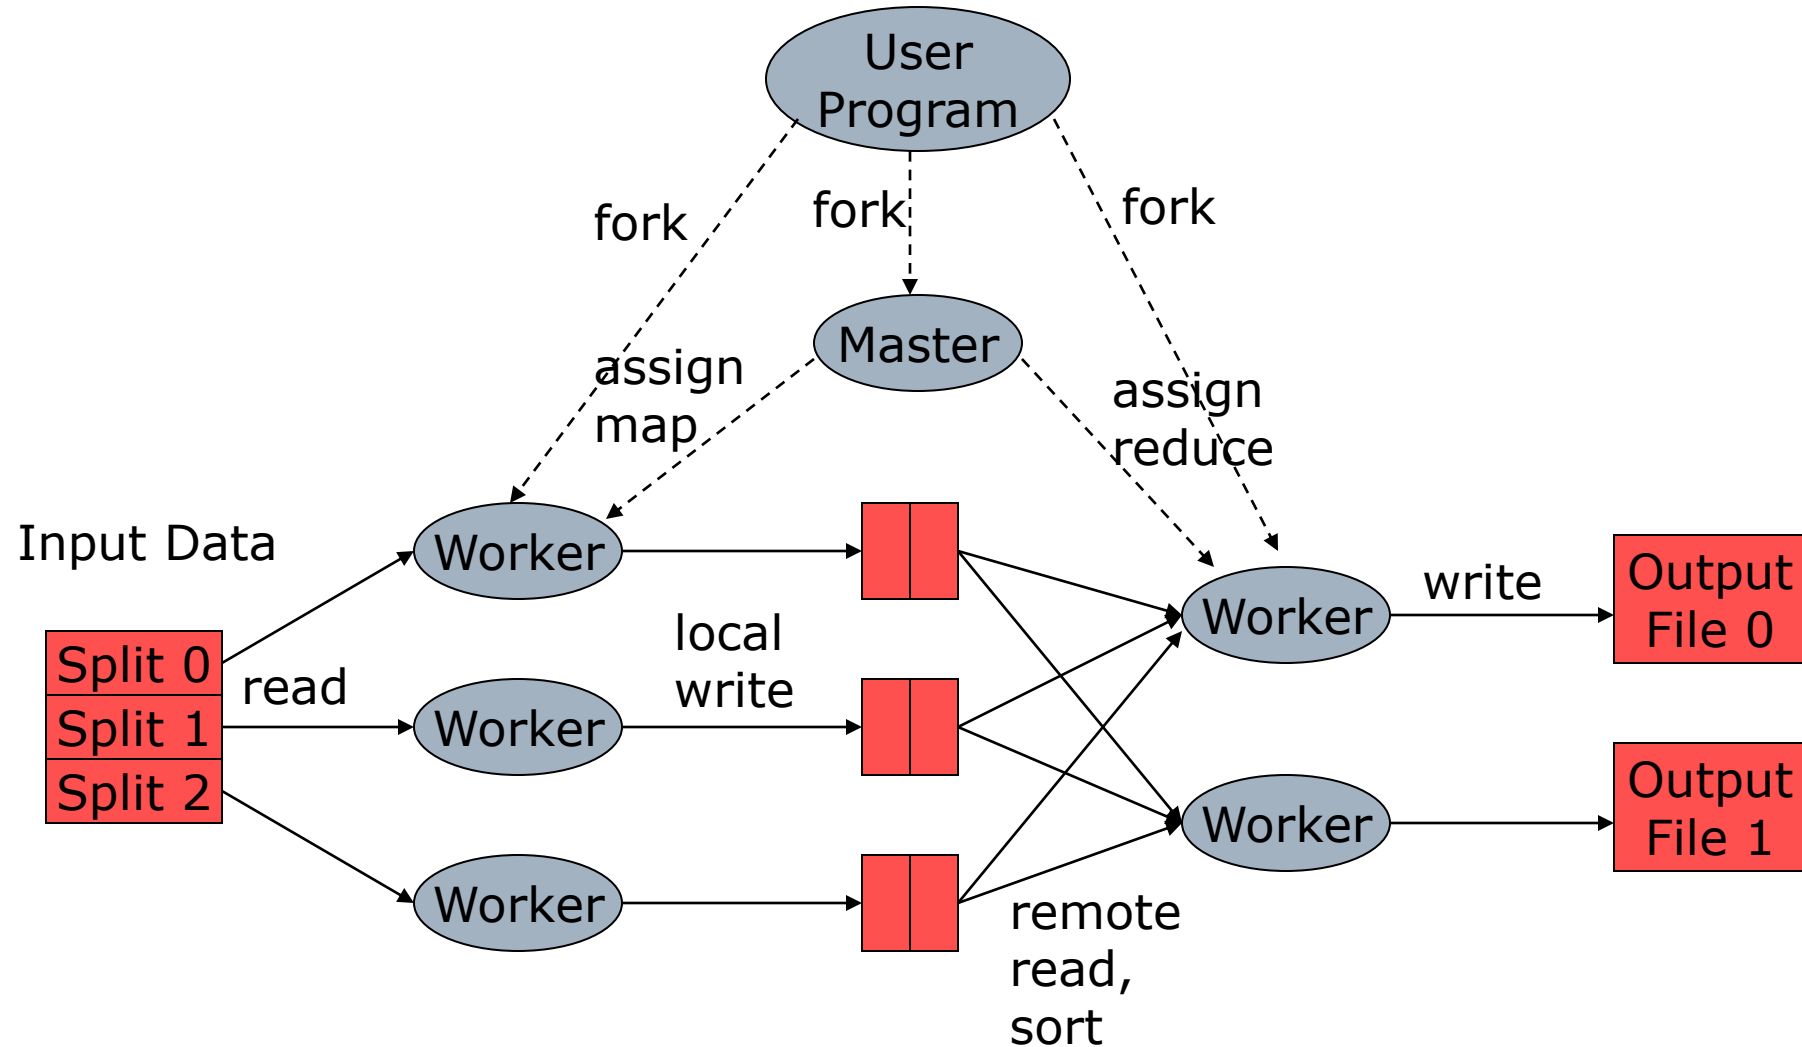 User
Program
fork
fork
fork
Master
assign
map
assign
reduce
Input Data
Worker
Worker
write
Output
File 0
local
write
Split 0
read
Split 1
Worker
Split 2
Worker
Output
File 1
Worker
remote
read,
sort